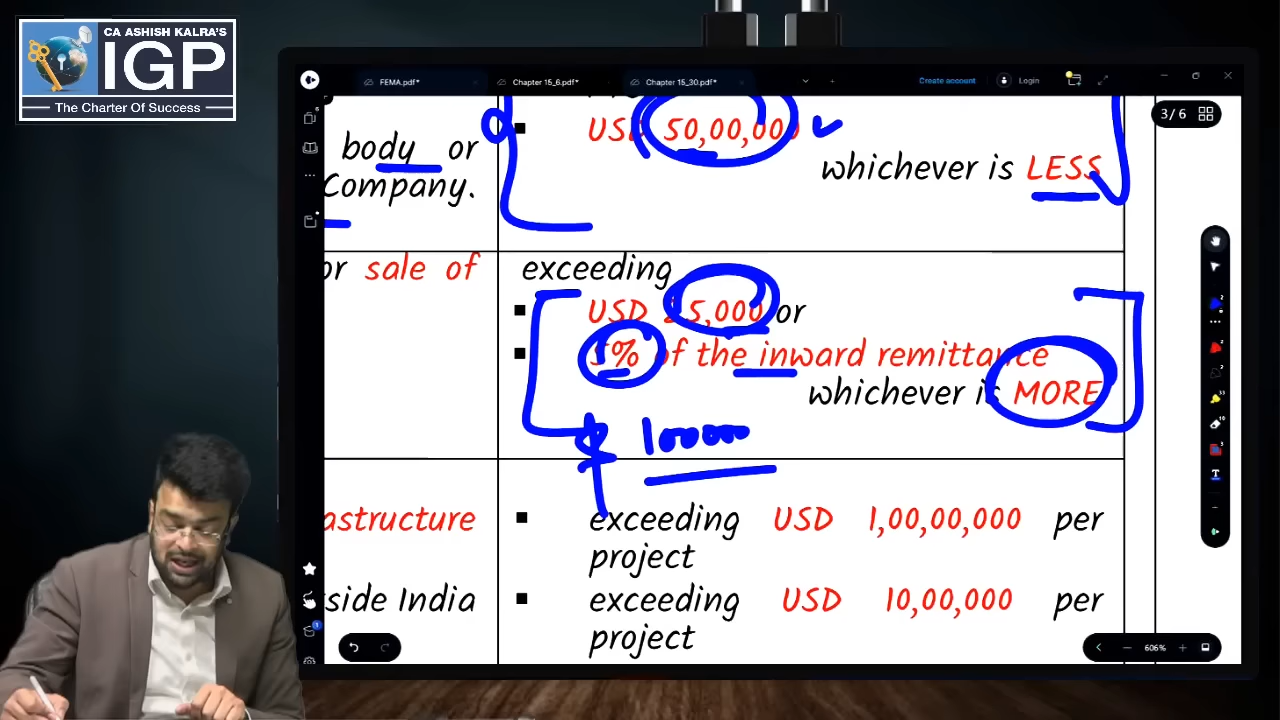 CA ASHISH KALRA'S
IGP
The Charter Of Success
FEMA.pdf*
Chapter 15_6.pdf*
Chapter 15_30.pdf*
Create account
Login
3/6
body or
Company.
USD 50,00,000
whichever is LESS
or sale of
exceeding
USD 25,000 or
5% of the inward remittance
whichever is MORE
$ 100000
astructure
exceeding USD 1,00,00,000 per
project
side India
exceeding USD 10,00,000 per
project
606%